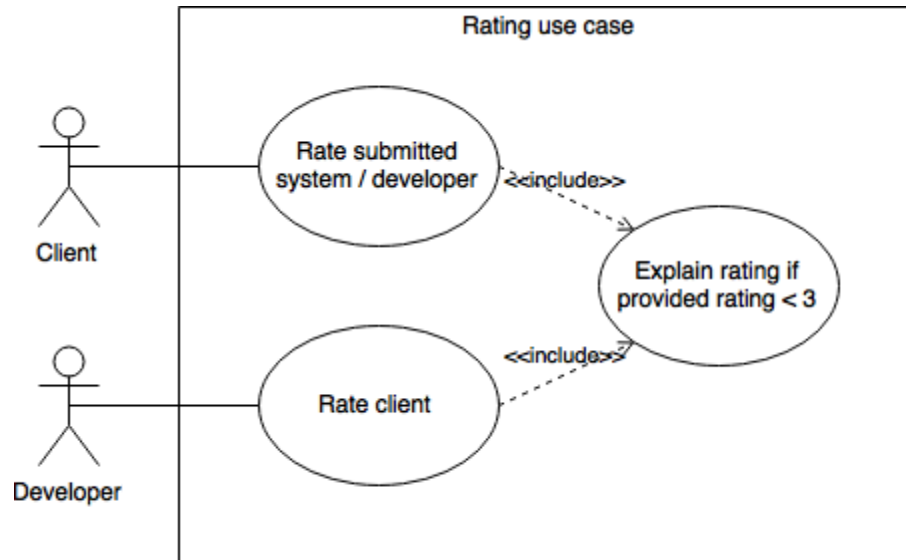 Rating use case
Rate submitted
system / developer
<<include>>
Client
Explain rating if
provided rating < 3
<<include>>
Rate client
Developer